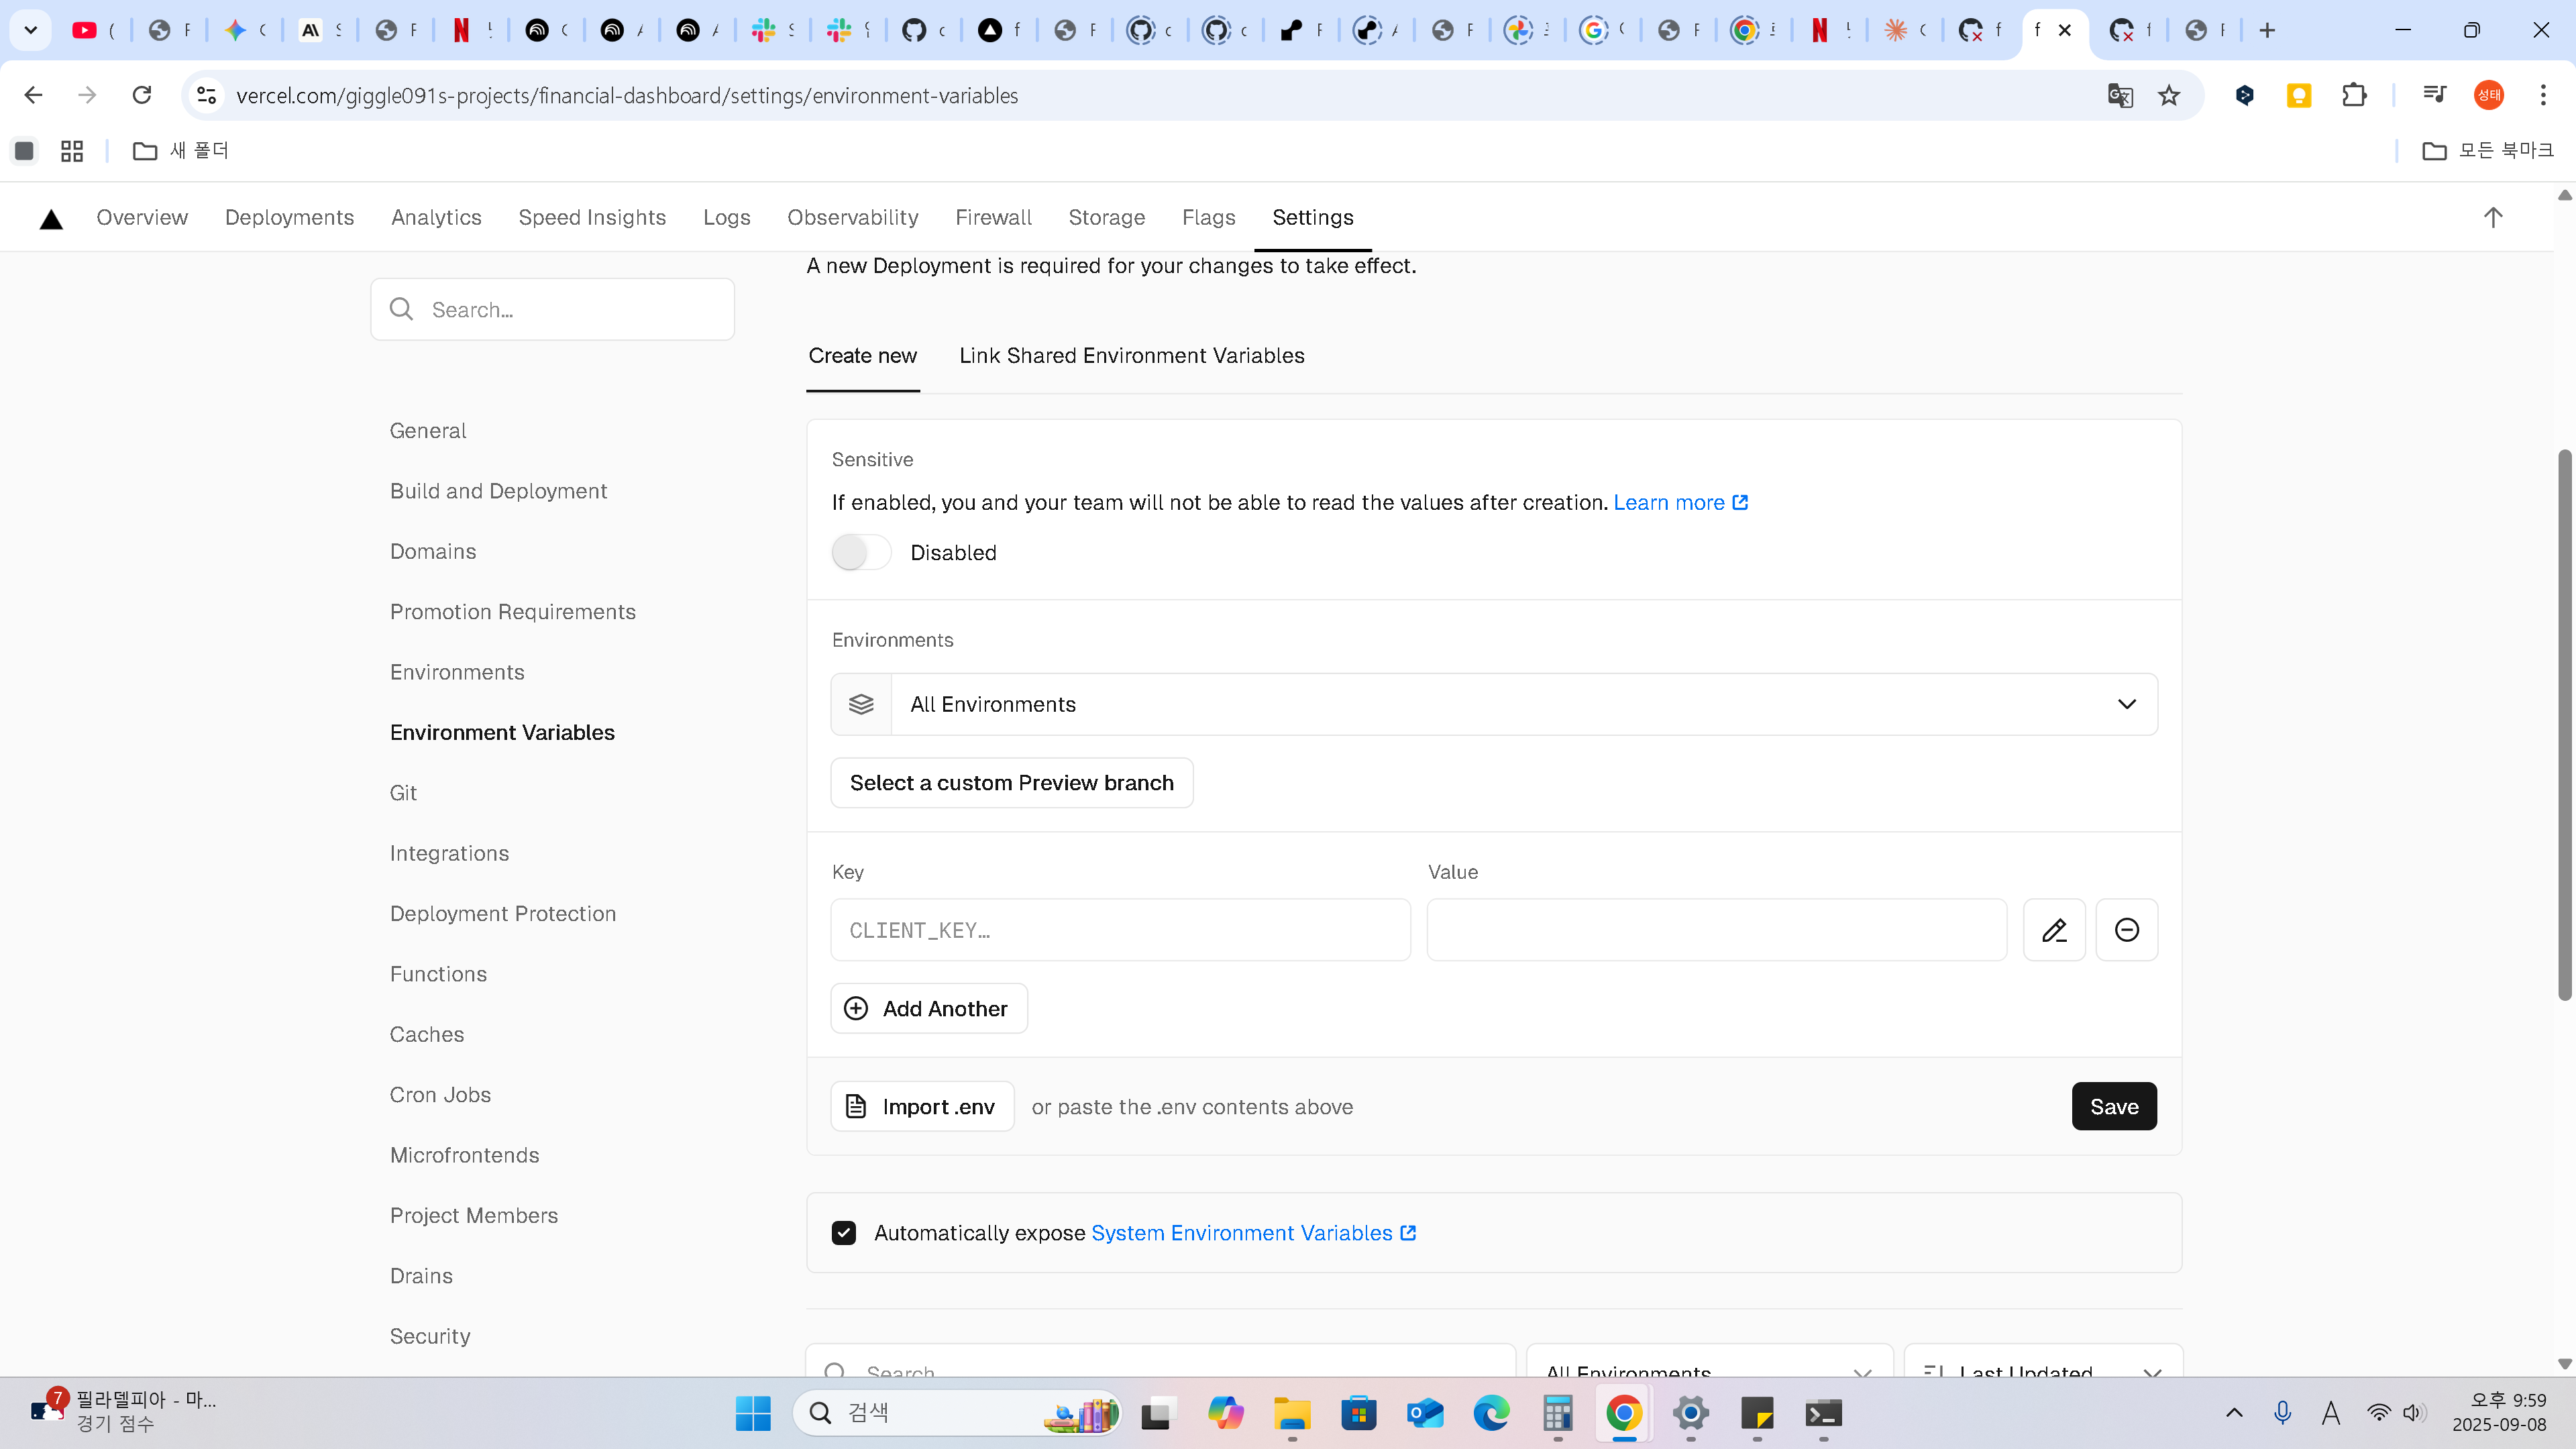 vercel.com/giggle091s-projects/financial-dashboard/settings/environment-variables
성태
새 폴더
모든 북마크
Overview
Deployments
Analytics
Speed Insights
Logs
Observability
Firewall
Storage
Flags
Settings
A new Deployment is required for your changes to take effect.
Search...
Create new
Link Shared Environment Variables
General
Build and Deployment
Domains
Promotion Requirements
Environments
Environment Variables
Git
Integrations
Deployment Protection
Functions
Caches
Cron Jobs
Microfrontends
Project Members
Drains
Security
Sensitive
If enabled, you and your team will not be able to read the values after creation. Learn more
Disabled
Environments
All Environments
Select a custom Preview branch
Key
Value
CLIENT_KEY...
Add Another
Import .env
or paste the .env contents above
Save
Automatically expose System Environment Variables
Search
All Environments
Last Updated
7
필라델피아 - 마...
경기 점수
검색
A
오후 9:59
2025-09-08